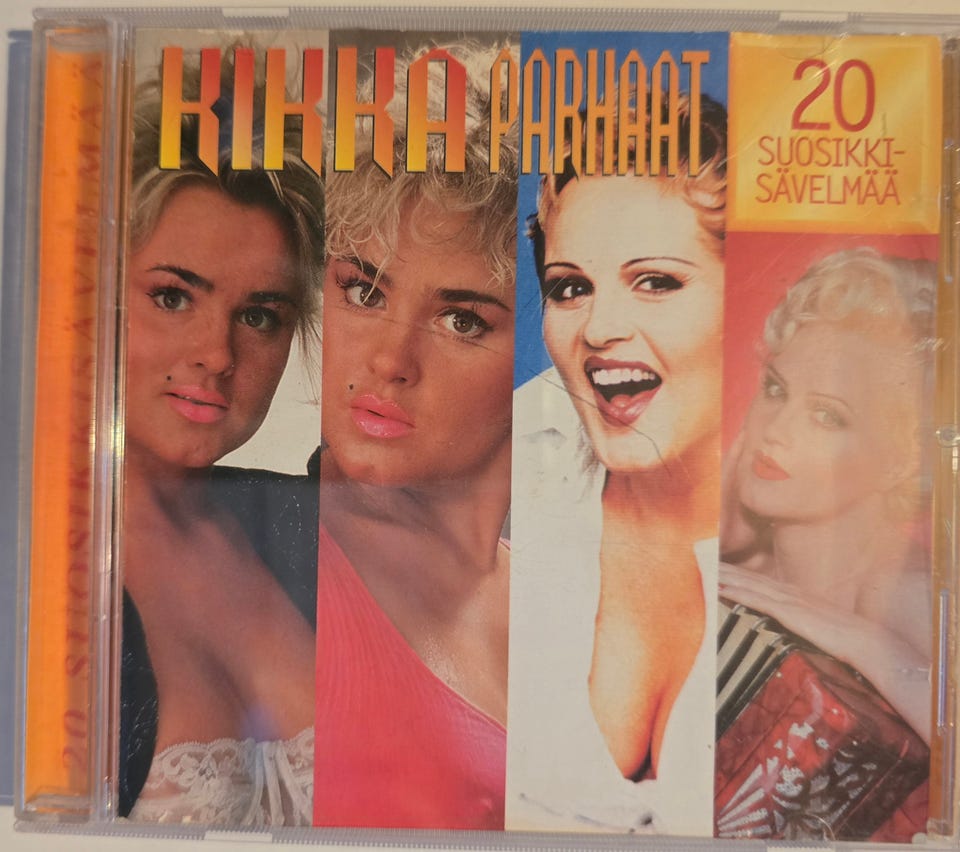 KIKKA PARHAAT
20
SUOSIKKI-
SÄVELMÄÄ
20 SUOSIKKISÄVELMÄÄ